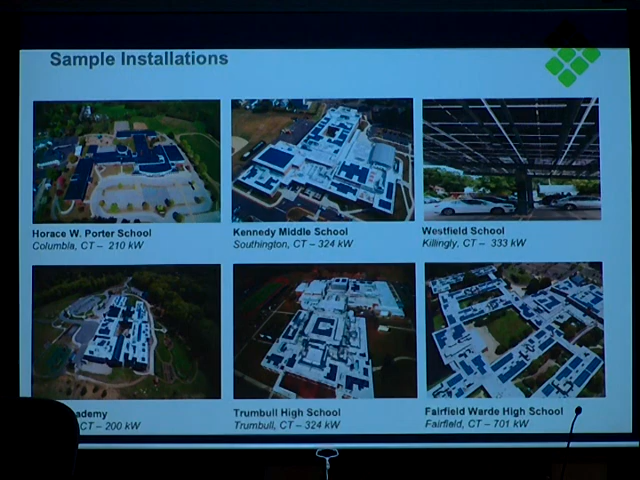 Sample Installations
Horace W. Porter School
Columbia, CT – 210 kW
Kennedy Middle School
Southington, CT – 324 kW
Westfield School
Killingly, CT – 333 kW
CT – 200 kW
Trumbull High School
Trumbull, CT – 324 kW
Fairfield Warde High School
Fairfield, CT – 701 kW